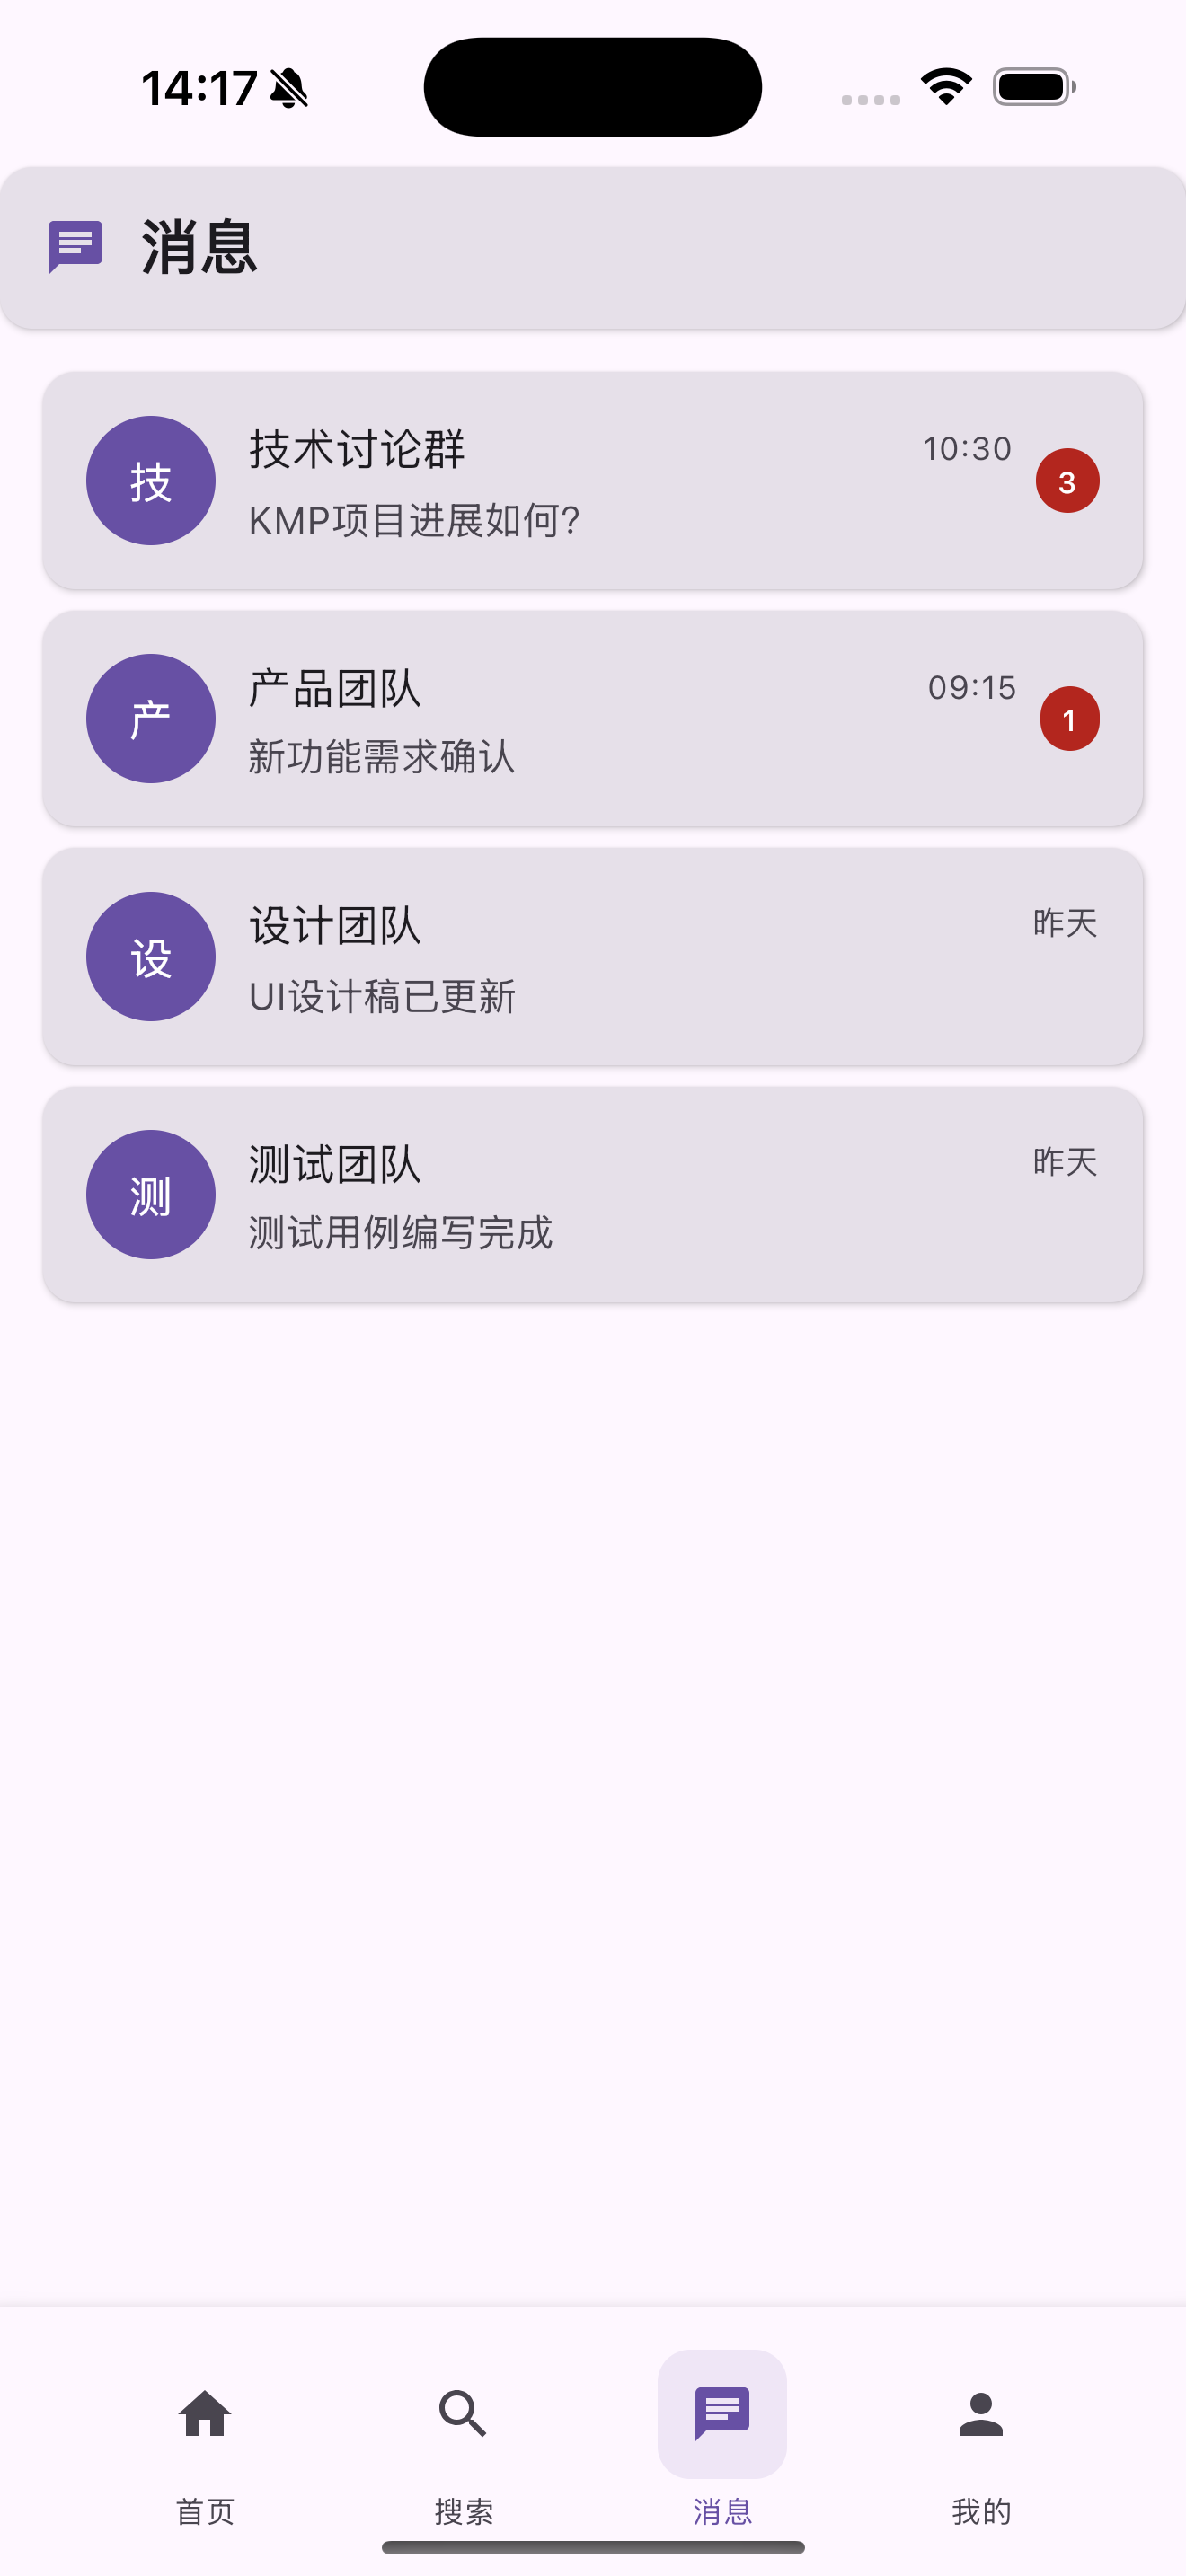 14:17
消息
技
技术讨论群
10:30
3
KMP项目进展如何?
产
产品团队
09:15
1
新功能需求确认
设
设计团队
昨天
UI设计稿已更新
测
测试团队
昨天
测试用例编写完成
首页
搜索
消息
我的